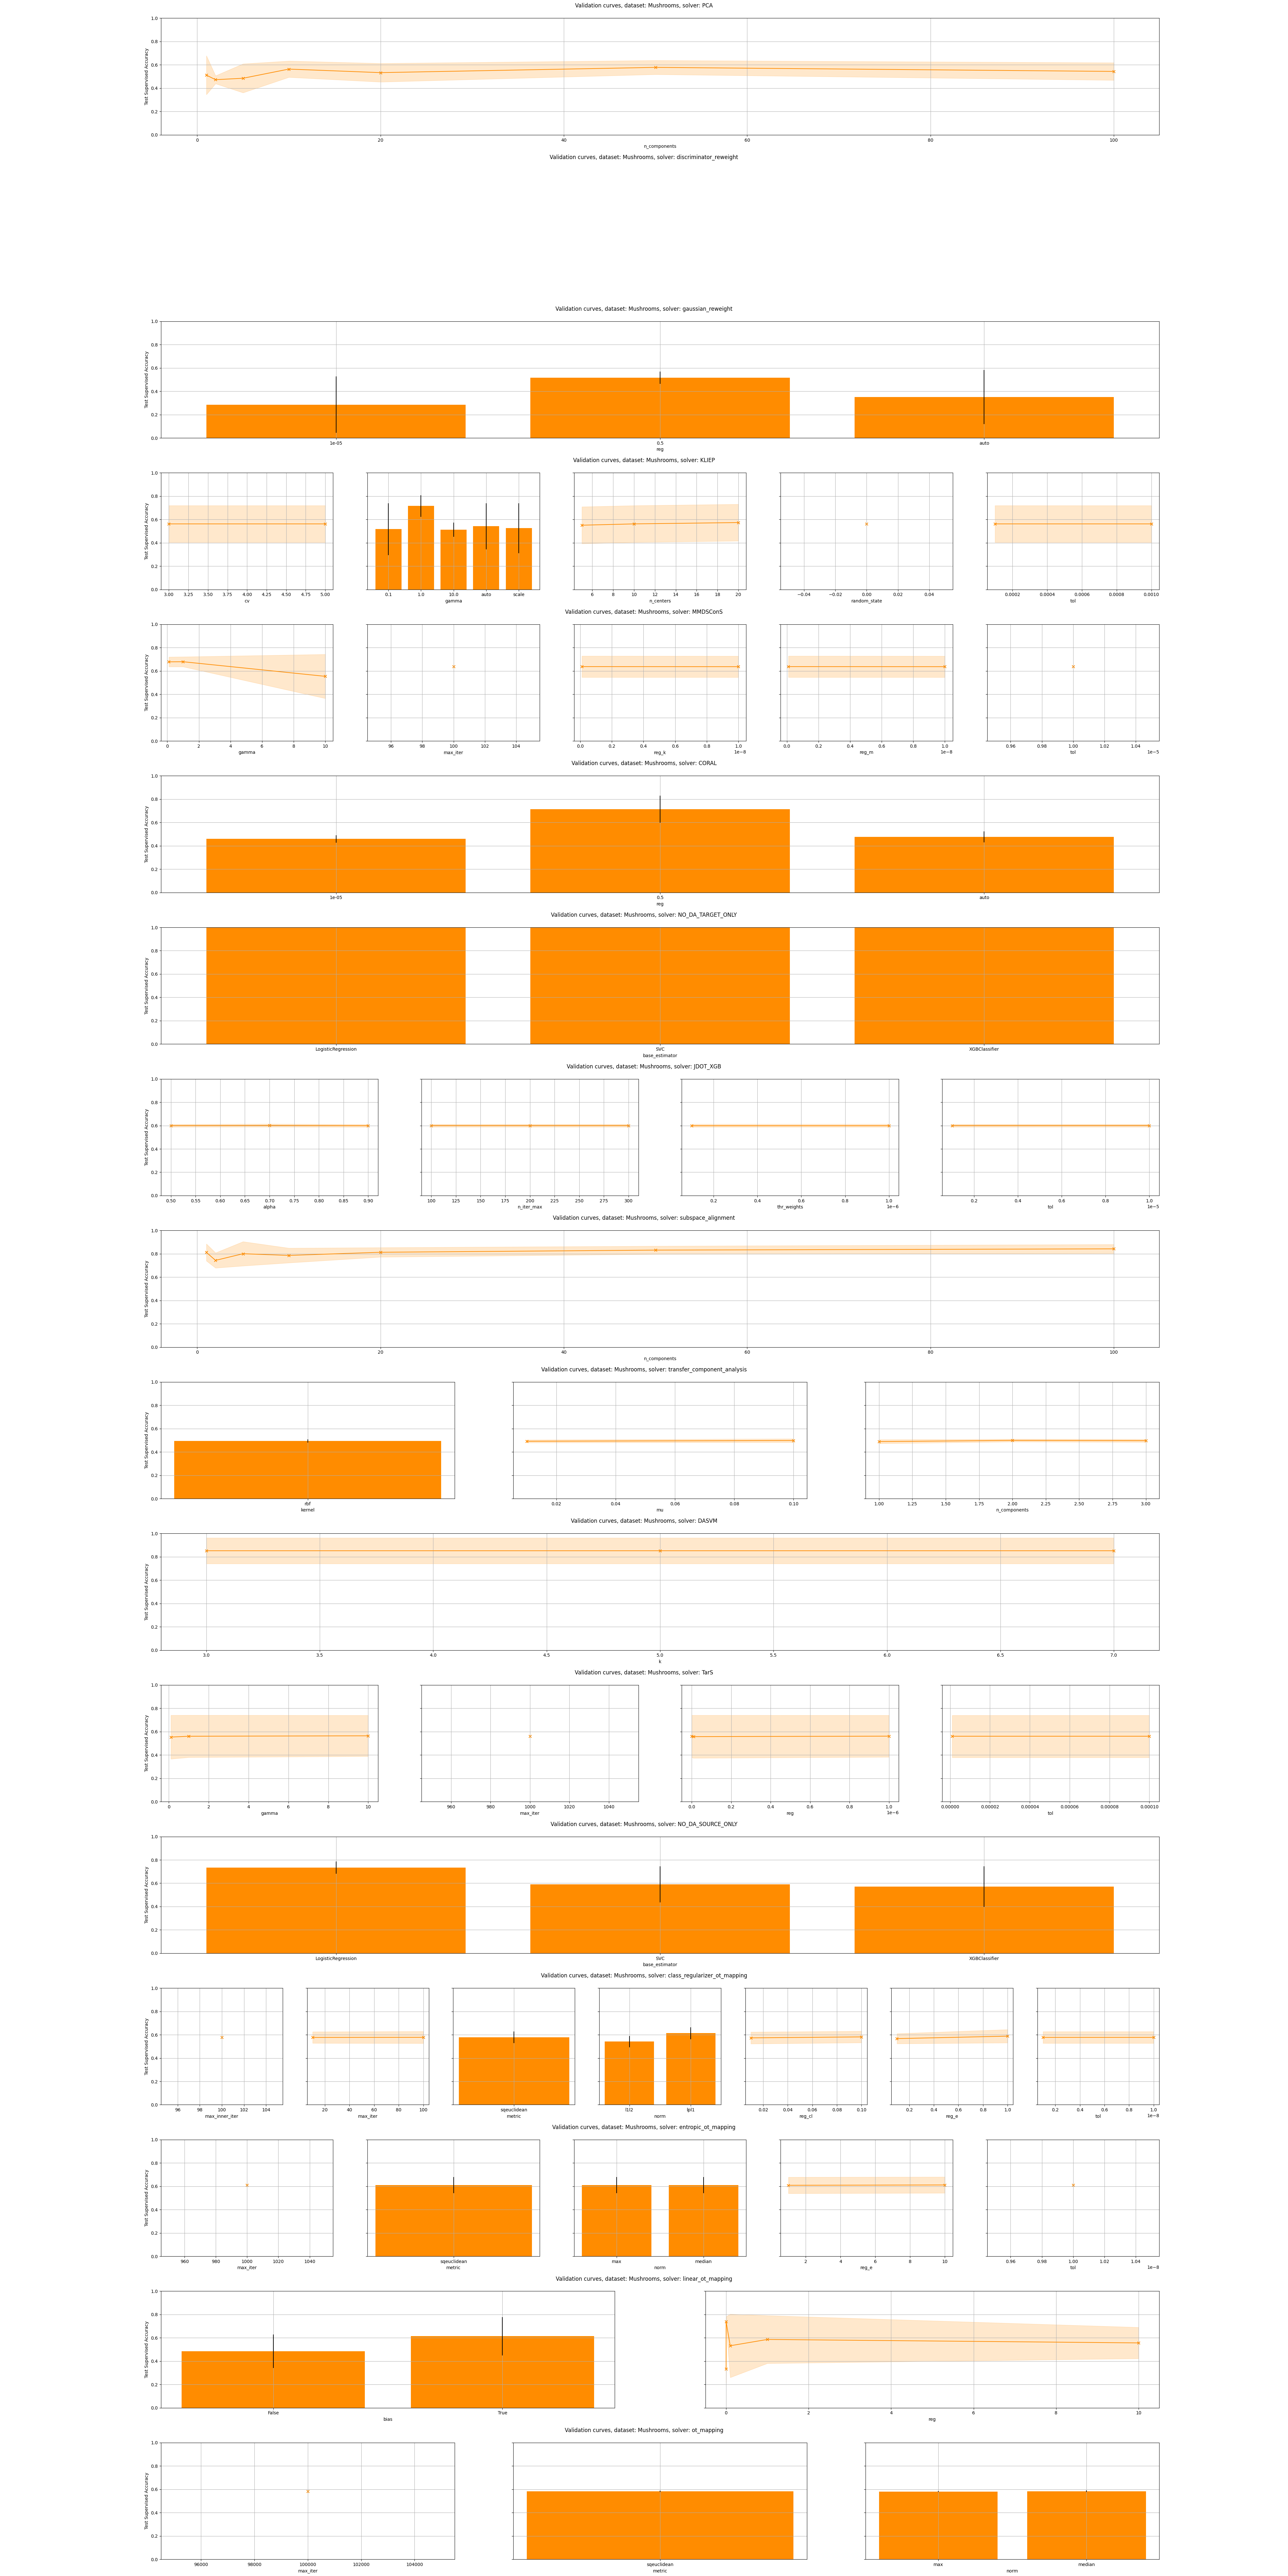 Validation curves, dataset: Mushrooms, solver: PCA
Test Supervised Accuracy
0.0 0.2 0.4 0.6 0.8 1.0
0 20 40 60 80 100
n_components
Validation curves, dataset: Mushrooms, solver: discriminator_reweight
Validation curves, dataset: Mushrooms, solver: gaussian_reweight
Test Supervised Accuracy
0.0 0.2 0.4 0.6 0.8 1.0
1e-05 0.5 auto
reg
Validation curves, dataset: Mushrooms, solver: KLIEP
Test Supervised Accuracy
0.0 0.2 0.4 0.6 0.8 1.0
3.00 3.25 3.50 3.75 4.00 4.25 4.50 4.75 5.00
cv
0.1 1.0 10.0 auto scale
gamma
6 8 10 12 14 16 18 20
n_centers
−0.04 −0.02 0.00 0.02 0.04
random_state
0.0002 0.0004 0.0006 0.0008 0.0010
tol
Validation curves, dataset: Mushrooms, solver: MMDSConS
Test Supervised Accuracy
0.0 0.2 0.4 0.6 0.8 1.0
0 2 4 6 8 10
gamma
96 98 100 102 104
max_iter
0.0 0.2 0.4 0.6 0.8 1.0
reg_k
0.0 0.2 0.4 0.6 0.8 1.0
reg_m
0.96 0.98 1.00 1.02 1.04
1e−5
tol
Validation curves, dataset: Mushrooms, solver: CORAL
Test Supervised Accuracy
0.0 0.2 0.4 0.6 0.8 1.0
1e-05 0.5 auto
reg
Validation curves, dataset: Mushrooms, solver: NO_DA_TARGET_ONLY
Test Supervised Accuracy
0.0 0.2 0.4 0.6 0.8 1.0
LogisticRegression SVC XGBClassifier
base_estimator
Validation curves, dataset: Mushrooms, solver: JDOT_XGB
Test Supervised Accuracy
0.0 0.2 0.4 0.6 0.8 1.0
0.50 0.55 0.60 0.65 0.70 0.75 0.80 0.85 0.90
alpha
100 125 150 175 200 225 250 275 300
n_iter_max
0.2 0.4 0.6 0.8 1.0
1e−6
thr_weights
0.2 0.4 0.6 0.8 1.0
1e−5
tol
Validation curves, dataset: Mushrooms, solver: subspace_alignment
Test Supervised Accuracy
0.0 0.2 0.4 0.6 0.8 1.0
0 20 40 60 80 100
n_components
Validation curves, dataset: Mushrooms, solver: transfer_component_analysis
Test Supervised Accuracy
0.0 0.2 0.4 0.6 0.8 1.0
rbf
kernel
0.02 0.04 0.06 0.08 0.10
mu
1.00 1.25 1.50 1.75 2.00 2.25 2.50 2.75 3.00
n_components
Validation curves, dataset: Mushrooms, solver: DASVM
Test Supervised Accuracy
0.0 0.2 0.4 0.6 0.8 1.0
3.0 3.5 4.0 4.5 5.0 5.5 6.0 6.5 7.0
k
Validation curves, dataset: Mushrooms, solver: TarS
Test Supervised Accuracy
0.0 0.2 0.4 0.6 0.8 1.0
0 2 4 6 8 10
gamma
960 980 1000 1020 1040
max_iter
0.0 0.2 0.4 0.6 0.8 1.0
1e−6
reg
0.00000 0.00002 0.00004 0.00006 0.00008 0.00010
tol
Validation curves, dataset: Mushrooms, solver: NO_DA_SOURCE_ONLY
Test Supervised Accuracy
0.0 0.2 0.4 0.6 0.8 1.0
LogisticRegression SVC XGBClassifier
base_estimator
Validation curves, dataset: Mushrooms, solver: class_regularizer_ot_mapping
Test Supervised Accuracy
0.0 0.2 0.4 0.6 0.8 1.0
96 98 100 102 104
max_inner_iter
20 40 60 80 100
max_iter
sqeuclidean
metric
l1l2 lpl1
norm
0.02 0.04 0.06 0.08 0.10
reg_cl
0.2 0.4 0.6 0.8 1.0
reg_e
0.2 0.4 0.6 0.8 1.0
tol
Validation curves, dataset: Mushrooms, solver: entropic_ot_mapping
Test Supervised Accuracy
0.0 0.2 0.4 0.6 0.8 1.0
960 980 1000 1020 1040
max_iter
sqeuclidean
metric
max median
norm
2 4 6 8 10
reg_e
0.96 0.98 1.00 1.02 1.04
tol
Validation curves, dataset: Mushrooms, solver: linear_ot_mapping
Test Supervised Accuracy
0.0 0.2 0.4 0.6 0.8 1.0
False True
bias
0 2 4 6 8 10
reg
Validation curves, dataset: Mushrooms, solver: ot_mapping
Test Supervised Accuracy
0.0 0.2 0.4 0.6 0.8 1.0
96000 98000 100000 102000 104000
max_iter
sqeuclidean
metric
max median
norm